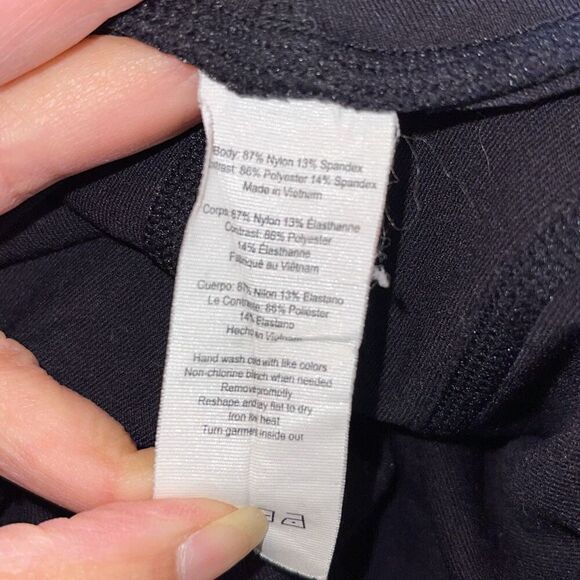 Body: 87% Nylon 13% Spandex
Contrast: 86% Polyester 14% Spandex
Made in Vietnam
Corps: 87% Nylon 13% Élasthanne
Contrast: 86% Polyester
14% Élasthanne
Fabriqué au Viêtnam
Cuerpo: 87% Nilon 13% Elastano
Le Contraste: 86% Poliéster
14% Elastano
Hecho en Vietnam
Hand wash cold with like colors
Non-chlorine bleach when needed
Remove promptly
Reshape and lay flat to dry
Iron low heat
Turn garment inside out